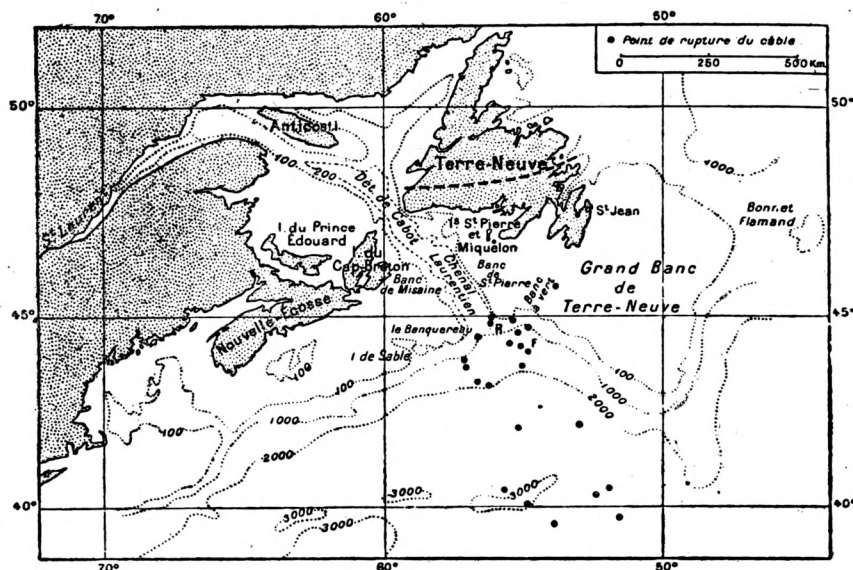 70°
60°
50°
● Point de rupture du câble
0 250 500 Km.
50°
50°
Anticosti
St Laurent
100
200
Dét. de Cabot
Terre-Neuve
St Jean
4000
Bonnet
Flamand
I. du Prince
Édouard
Is St Pierre
et
Miquelon
I. du
Cap-Breton
Banc
de Misaine
Chenal
Laurentien
Banc
de
St Pierre
Banc
à vert
Grand Banc
de
Terre-Neuve
45°
45°
Nouvelle Écosse
le Banquereau
R
F
I de Sable
100
100
100
100
1000
1000
2000
2000
3000
3000
3000
40°
40°
70°
60°
50°